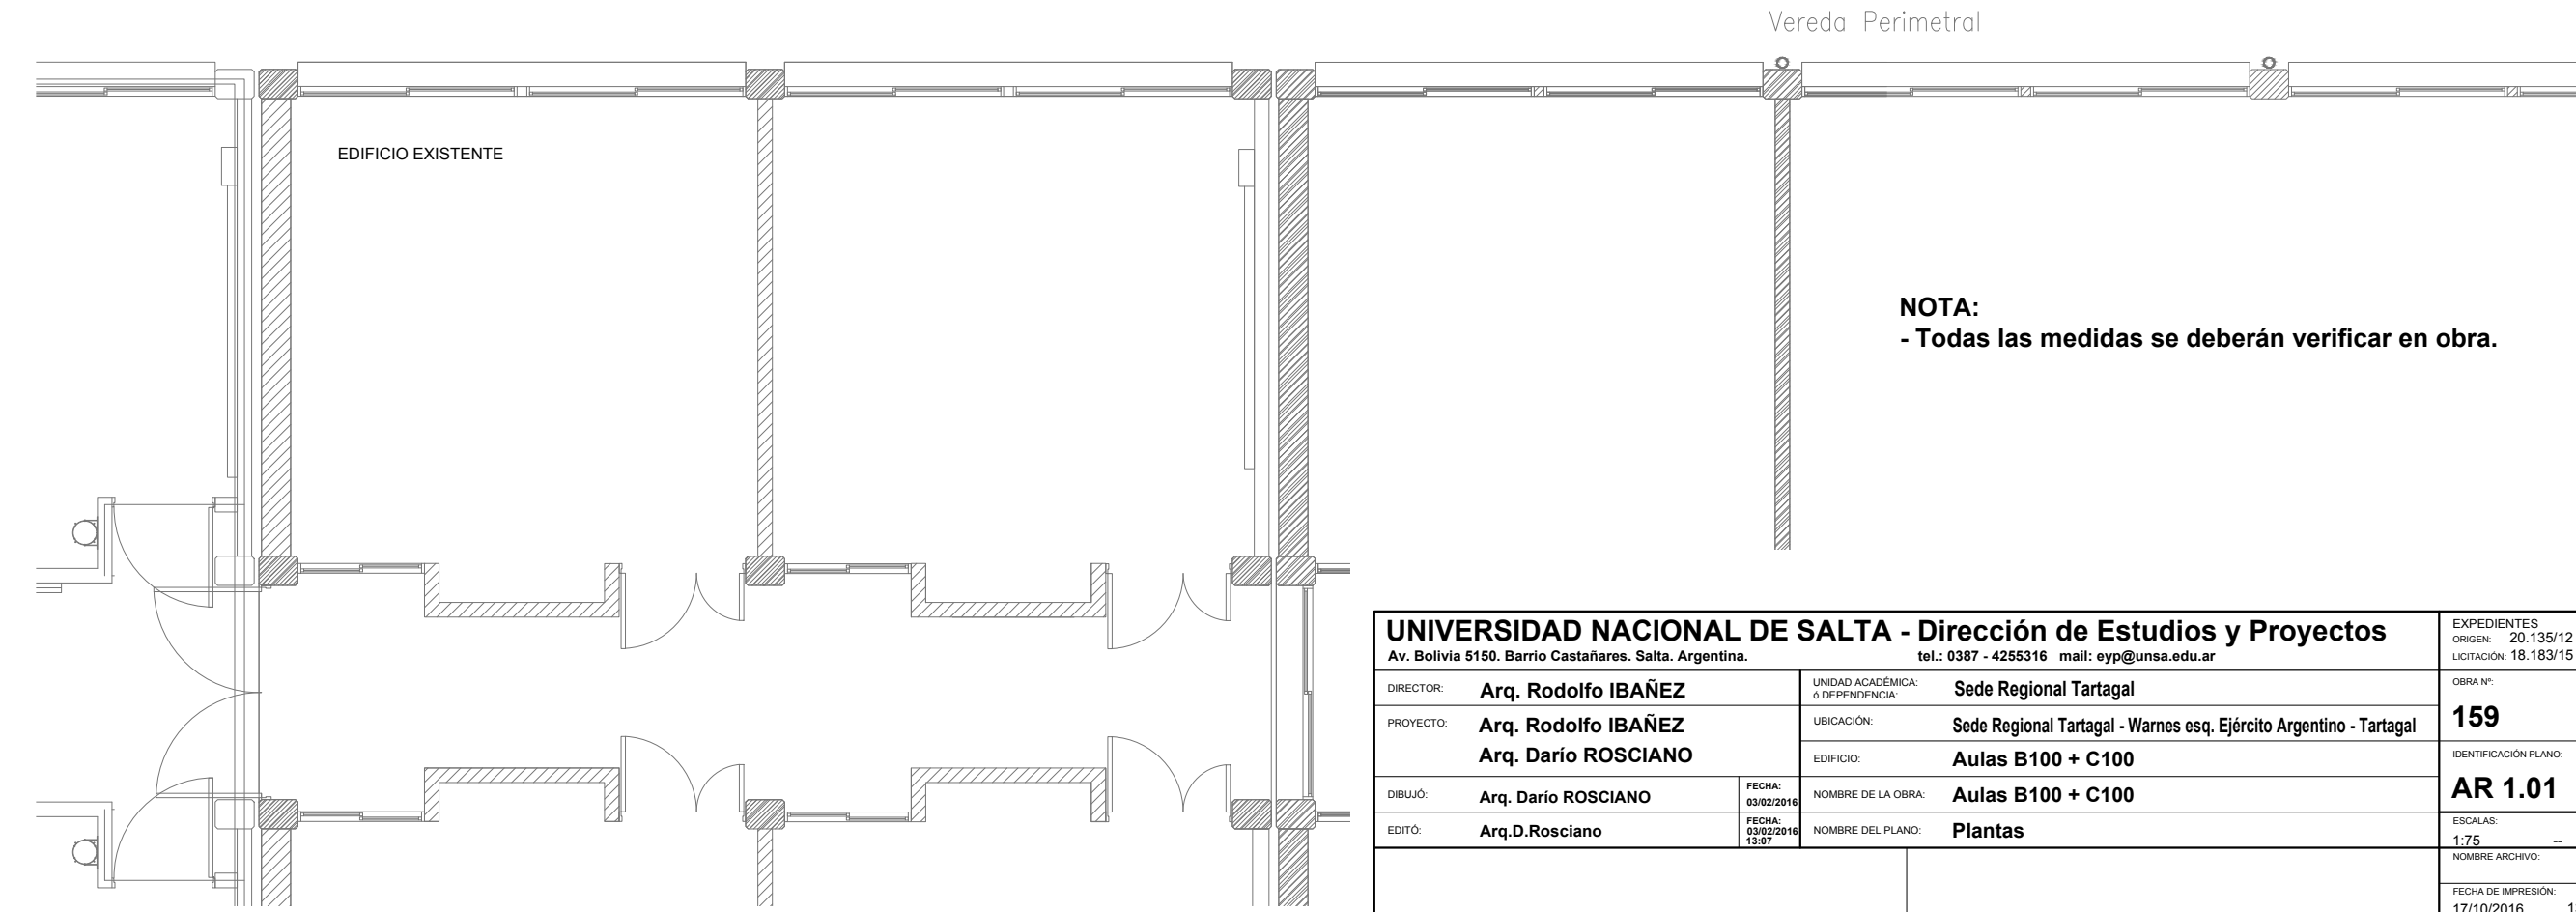 Vereda Perimetral
EDIFICIO EXISTENTE
NOTA:
- Todas las medidas se deberán verificar en obra.
UNIVERSIDAD NACIONAL DE SALTA - Dirección de Estudios y Proyectos
Av. Bolivia 5150. Barrio Castañares. Salta. Argentina. tel.: 0387 - 4255316 mail: eyp@unsa.edu.ar
EXPEDIENTES
ORIGEN: 20.135/12
LICITACIÓN: 18.183/15
DIRECTOR: Arq. Rodolfo IBAÑEZ
UNIDAD ACADÉMICA:
ó DEPENDENCIA: Sede Regional Tartagal
OBRA Nº:
159
PROYECTO: Arq. Rodolfo IBAÑEZ
Arq. Darío ROSCIANO
UBICACIÓN: Sede Regional Tartagal - Warnes esq. Ejército Argentino - Tartagal
EDIFICIO: Aulas B100 + C100
IDENTIFICACIÓN PLANO:
AR 1.01
DIBUJÓ: Arq. Darío ROSCIANO
FECHA:
03/02/2016
NOMBRE DE LA OBRA: Aulas B100 + C100
EDITÓ: Arq.D.Rosciano
FECHA:
03/02/2016
13:07
NOMBRE DEL PLANO: Plantas
ESCALAS:
1:75 --
NOMBRE ARCHIVO:
FECHA DE IMPRESIÓN:
17/10/2016